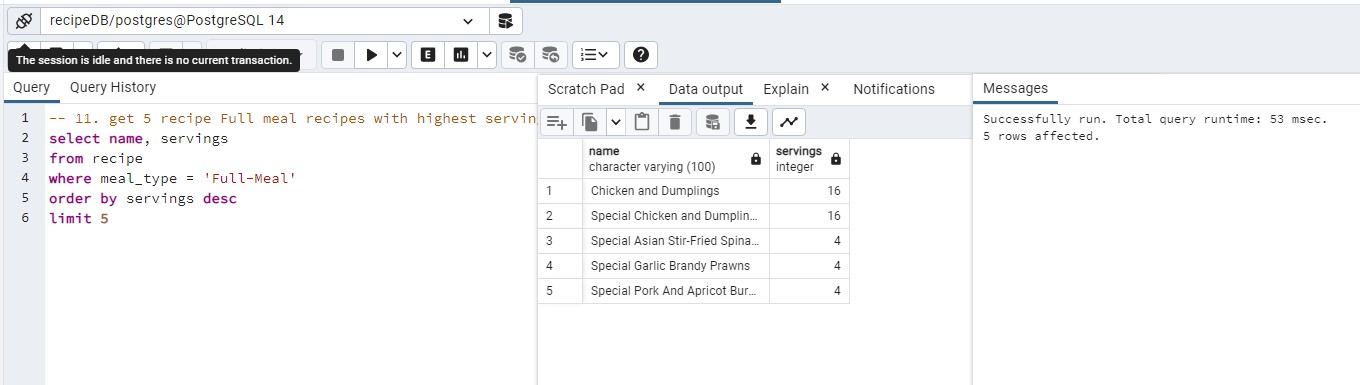 recipeDB/postgres@PostgreSQL 14
The session is idle and there is no current transaction.
E
Query
Query History
1 -- 11. get 5 recipe Full meal recipes with highest servin
2 select name, servings
3 from recipe
4 where meal_type = 'Full-Meal'
5 order by servings desc
6 limit 5
Scratch Pad ×
Data output
Explain ×
Notifications
name
character varying (100)
servings
integer
1 Chicken and Dumplings 16
2 Special Chicken and Dumplin... 16
3 Special Asian Stir-Fried Spina... 4
4 Special Garlic Brandy Prawns 4
5 Special Pork And Apricot Bur... 4
Messages
Successfully run. Total query runtime: 53 msec.
5 rows affected.